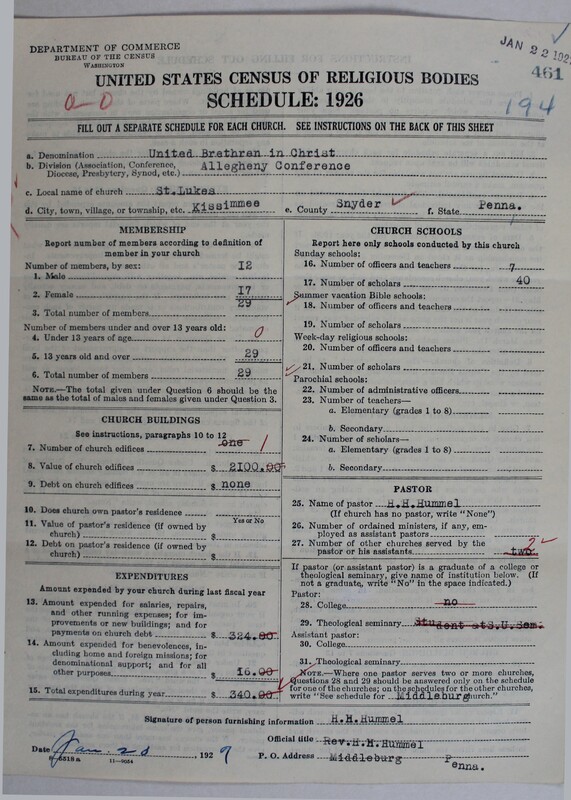 DEPARTMENT OF COMMERCE
BUREAU OF THE CENSUS
WASHINGTON
JAN 22 192
461
194
0-0
UNITED STATES CENSUS OF RELIGIOUS BODIES
SCHEDULE: 1926
FILL OUT A SEPARATE SCHEDULE FOR EACH CHURCH. SEE INSTRUCTIONS ON THE BACK OF THIS SHEET
a. Denomination United Brethren in Christ
b. Division (Association, Conference, Diocese, Presbytery, Synod, etc.) Allegheny Conference
c. Local name of church St.Lukes
d. City, town, village, or township, etc. Kissimmee e. County Snyder f. State Penna.
MEMBERSHIP
Report number of members according to definition of
member in your church
Number of members, by sex:
1. Male 12
2. Female 17
3. Total number of members 29
Number of members under and over 13 years old:
4. Under 13 years of age 0
5. 13 years old and over 29
6. Total number of members 29
NOTE.—The total given under Question 6 should be
same as the total of males and females given under Question 3.
CHURCH BUILDINGS
See instructions, paragraphs 10 to 12
7. Number of church edifices one 1
8. Value of church edifices $ 2100.00
9. Debt on church edifices $ none
10. Does church own pastor's residence
Yes or No
11. Value of pastor's residence (if owned by
church) $
12. Debt on pastor's residence (if owned by
church) $
EXPENDITURES
Amount expended by your church during last fiscal year
13. Amount expended for salaries, repairs,
and other running expenses; for im-
provements or new buildings; and for
payments on church debt $ 324.00
14. Amount expended for benevolences, in-
cluding home and foreign missions; for
denominational support; and for all
other purposes $ 16.00
15. Total expenditures during year $ 340.00
CHURCH SCHOOLS
Report here only schools conducted by this church
Sunday schools:
16. Number of officers and teachers 7
17. Number of scholars 40
Summer vacation Bible schools:
18. Number of officers and teachers
19. Number of scholars
Week-day religious schools:
20. Number of officers and teachers
21. Number of scholars
Parochial schools:
22. Number of administrative officers
23. Number of teachers—
a. Elementary (grades 1 to 8)
b. Secondary
24. Number of scholars—
a. Elementary (grades 1 to 8)
b. Secondary
PASTOR
25. Name of pastor H.H.Hummel
(If church has no pastor, write "None")
26. Number of ordained ministers, if any, em-
ployed as assistant pastors
27. Number of other churches served by the
pastor or his assistants two 2
If pastor (or assistant pastor) is a graduate of a college or
theological seminary, give name of institution below. (If
not a graduate, write "No" in the space indicated.)
Pastor:
28. College no
29. Theological seminary Student at S.U.Sem.
Assistant pastor:
30. College
31. Theological seminary
NOTE.—Where one pastor serves two or more churches,
Questions 28 and 29 should be answered only on the schedule
for one of the churches; on the schedules for the other churches,
write "See schedule for Middleburg church."
Signature of person furnishing information H.H.Hummel
Official title Rev.H.H.Hummel
Date Jan. 20 1927 P. O. Address Middleburg Penna.
8-5518a 11-9054